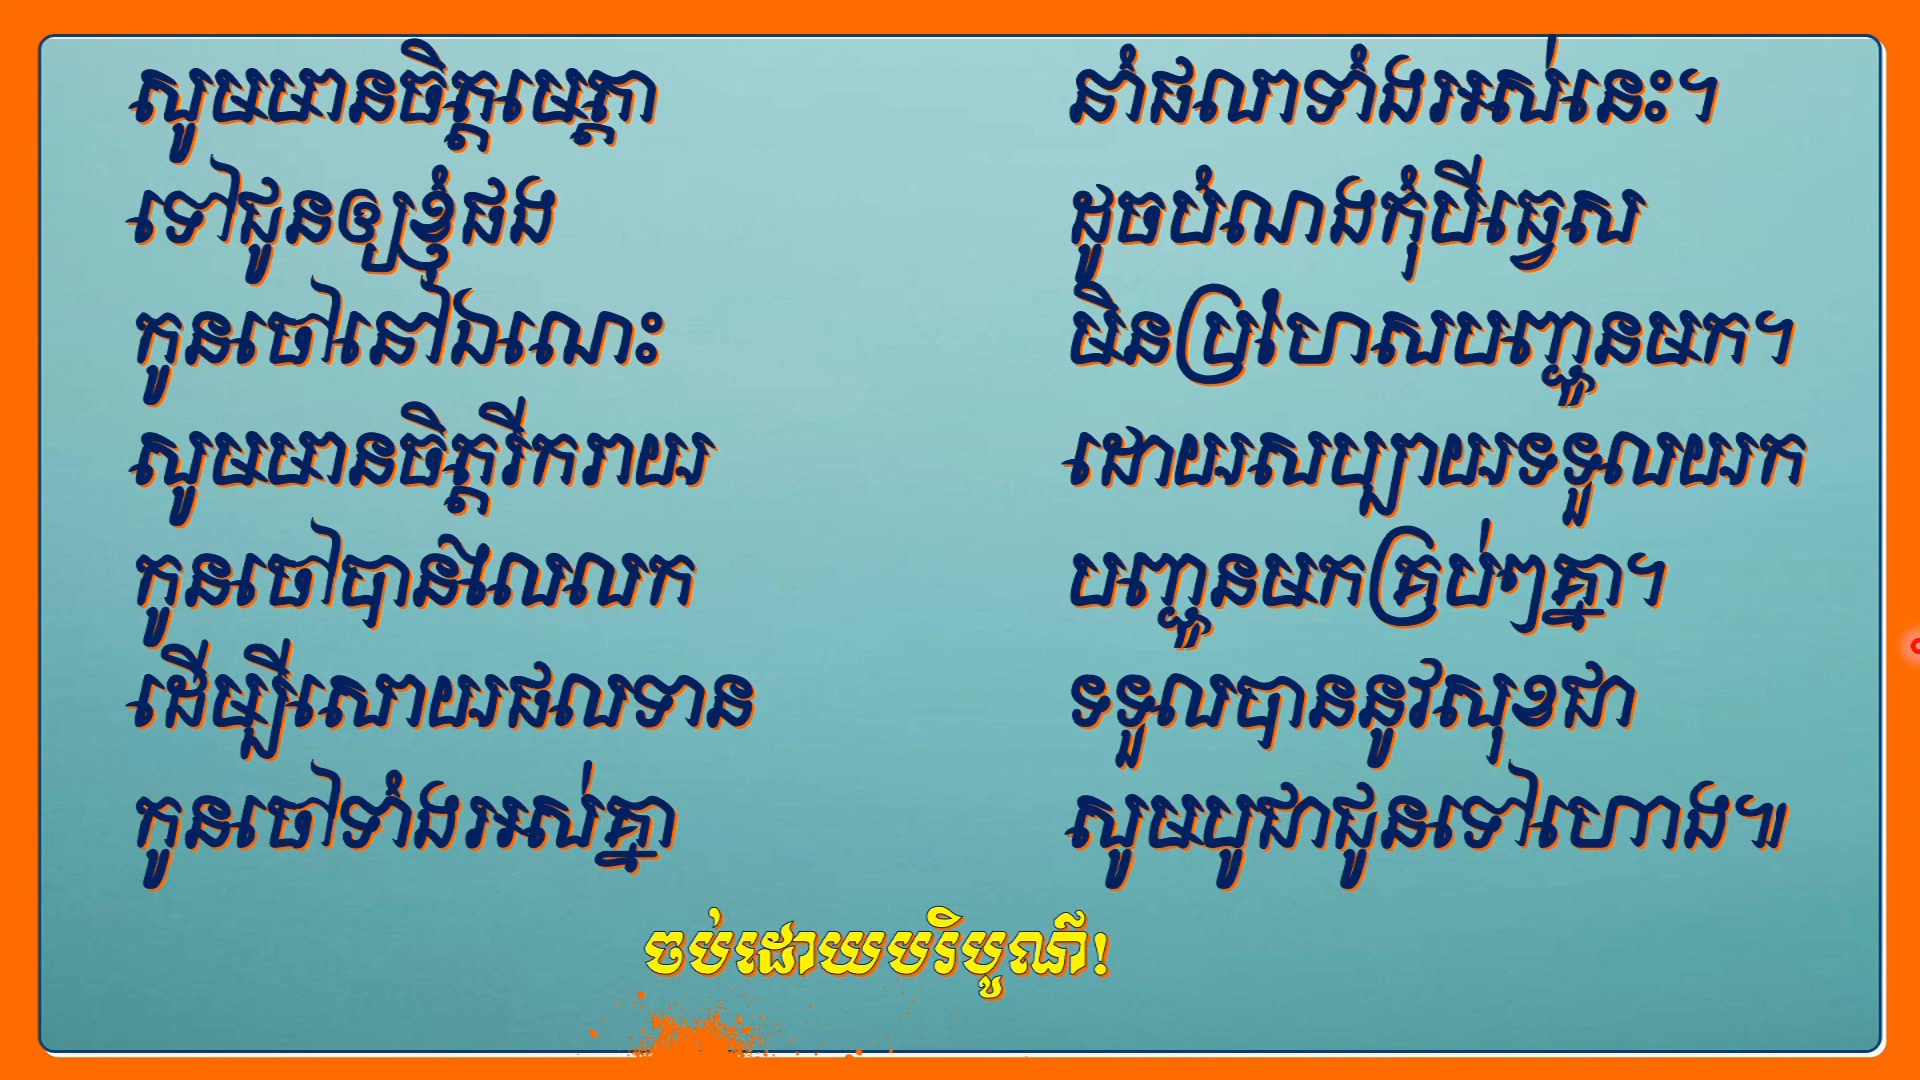 សូមមានចិត្តមេត្តា នាំផលាទាំងអស់នេះ។
ទៅជូនឲ្យខ្ញុំផង ដូចបំណងកុំបីធ្វេស
កូនចៅនៅឯណេះ មិនប្រហែសបញ្ជូនមក។
សូមមានចិត្តរីករាយ ដោយសប្បាយទទួលយក
កូនចៅបានរំលែលក បញ្ជូនមកគ្រប់ៗគ្នា។
ដើម្បីសោយផលទាន ទទួលបាននូវសុខជា
កូនចៅទាំងអស់គ្នា សូមបូជាជូនទៅហោង៕
ចប់ដោយបរិបូណ៌!